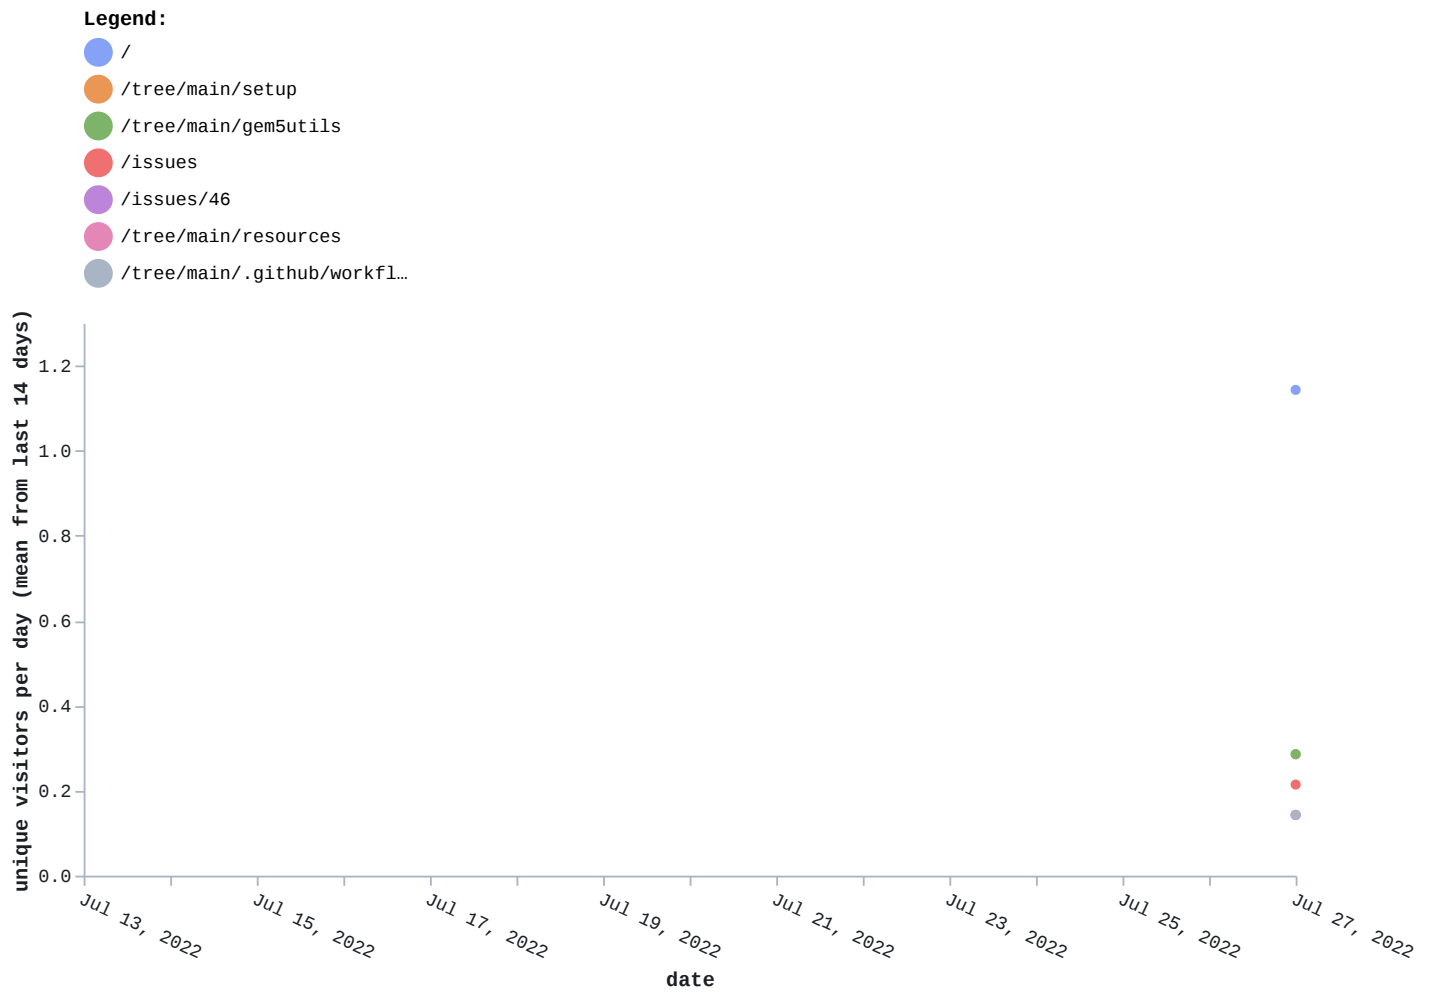 Legend:
/
/tree/main/setup
/tree/main/gem5utils
/issues
/issues/46
/tree/main/resources
/tree/main/.github/workfl…
unique visitors per day (mean from last 14 days)
1.2
1.0
0.8
0.6
0.4
0.2
0.0
Jul 13, 2022
Jul 15, 2022
Jul 17, 2022
Jul 19, 2022
Jul 21, 2022
Jul 23, 2022
Jul 25, 2022
Jul 27, 2022
date